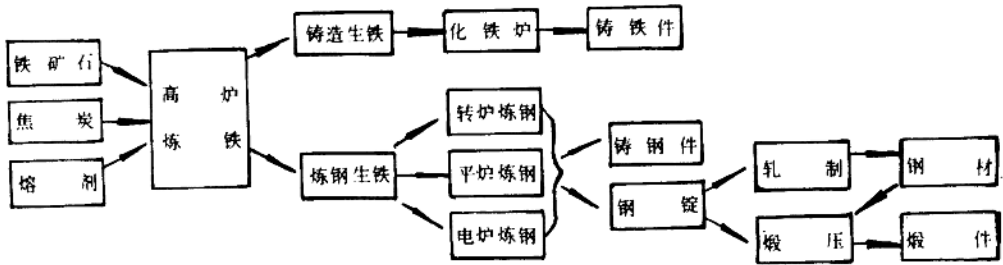 铁矿石
焦炭
熔剂
高炉
炼铁
铸造生铁
化铁炉
铸铁件
炼钢生铁
转炉炼钢
平炉炼钢
电炉炼钢
铸钢件
钢锭
轧制
钢材
煅压
煅件